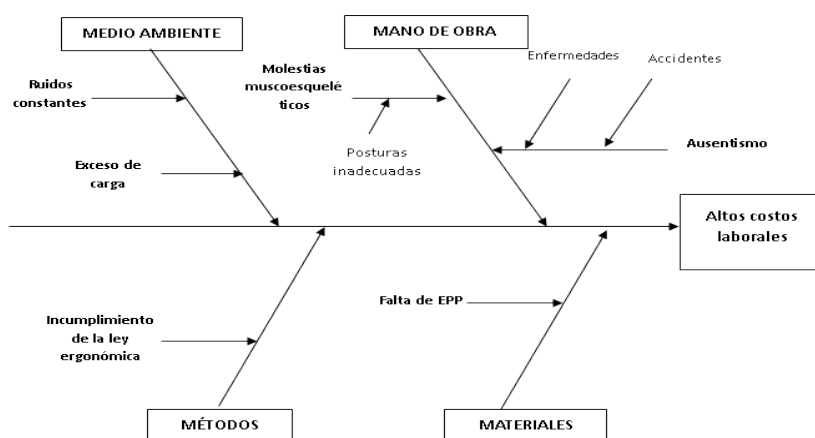 MEDIO AMBIENTE
MANO DE OBRA
Ruidos
constantes
Exceso de
carga
Molestias
muscoesquelé
ticos
Posturas
inadecuadas
Enfermedades
Accidentes
Ausentismo
Altos costos
laborales
Incumplimiento
de la ley
ergonómica
Falta de EPP
MÉTODOS
MATERIALES